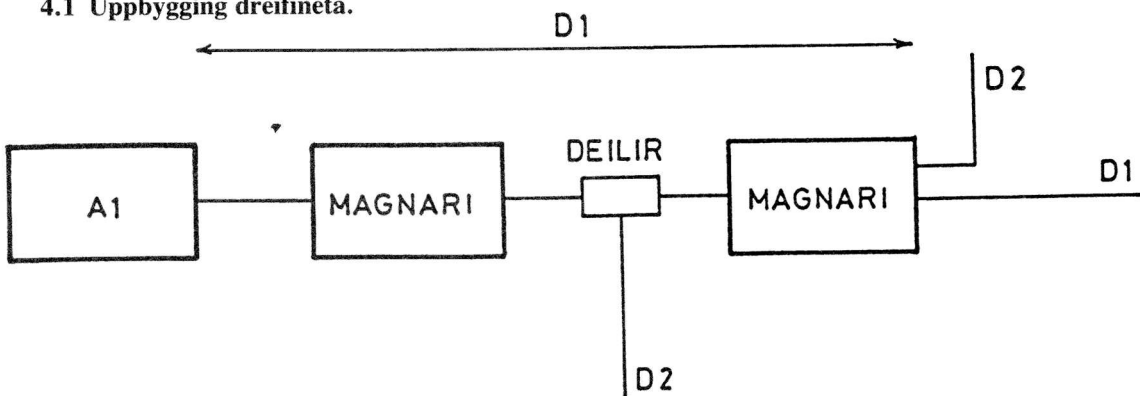 4.1 Uppbygging dreifineta.
D1
D2
DEILIR
D1
A1
MAGNARI
MAGNARI
D2